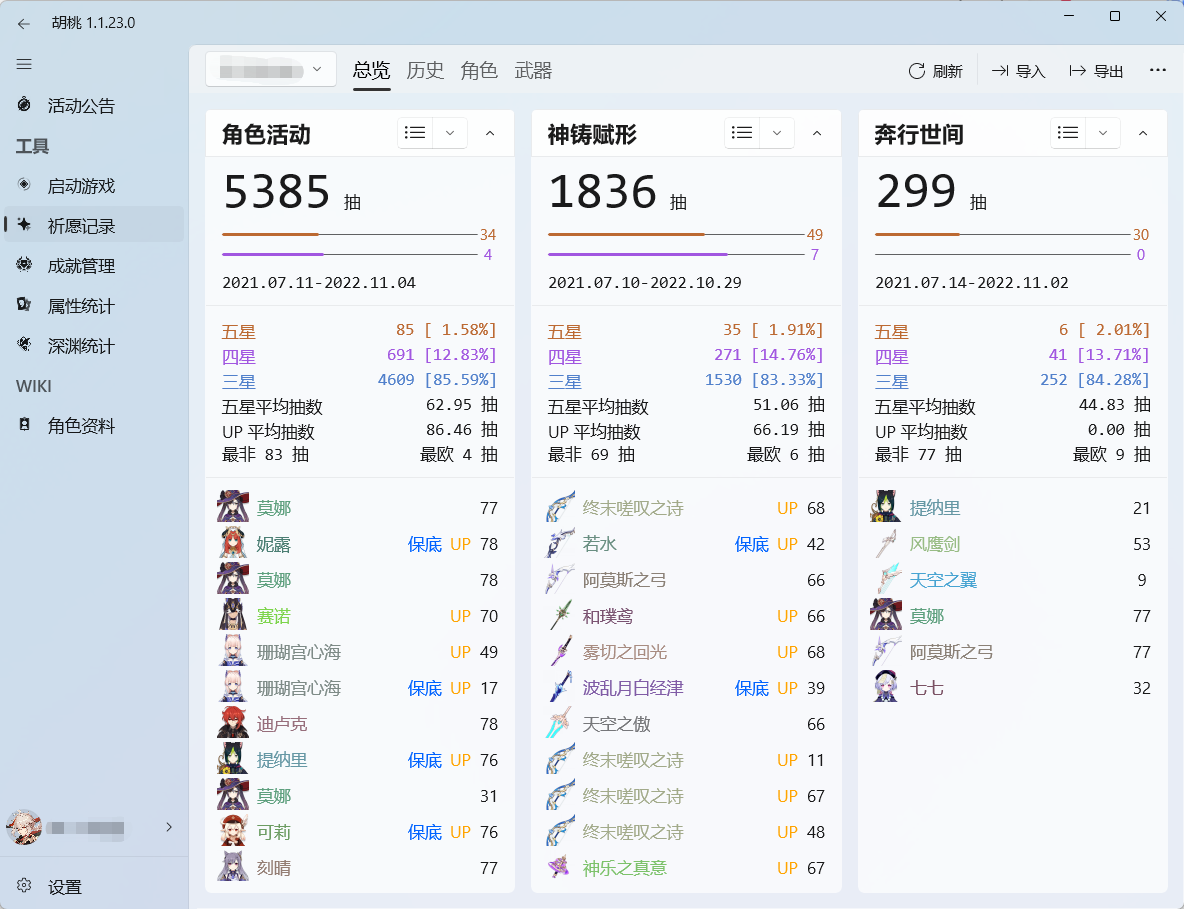 胡桃 1.1.23.0
活动公告
工具
启动游戏
祈愿记录
成就管理
属性统计
深渊统计
WIKI
角色资料
设置
总览 历史 角色 武器
刷新 导入 导出
角色活动
5385 抽
34
4
2021.07.11-2022.11.04
五星 85 [ 1.58%]
四星 691 [12.83%]
三星 4609 [85.59%]
五星平均抽数 62.95 抽
UP 平均抽数 86.46 抽
最非 83 抽 最欧 4 抽
莫娜 77
妮露 保底 UP 78
莫娜 78
赛诺 UP 70
珊瑚宫心海 UP 49
珊瑚宫心海 保底 UP 17
迪卢克 78
提纳里 保底 UP 76
莫娜 31
可莉 保底 UP 76
刻晴 77
神铸赋形
1836 抽
49
7
2021.07.10-2022.10.29
五星 35 [ 1.91%]
四星 271 [14.76%]
三星 1530 [83.33%]
五星平均抽数 51.06 抽
UP 平均抽数 66.19 抽
最非 69 抽 最欧 6 抽
终末嗟叹之诗 UP 68
若水 保底 UP 42
阿莫斯之弓 66
和璞鸢 UP 66
雾切之回光 UP 68
波乱月白经津 保底 UP 39
天空之傲 66
终末嗟叹之诗 UP 11
终末嗟叹之诗 UP 67
终末嗟叹之诗 UP 48
神乐之真意 UP 67
奔行世间
299 抽
30
0
2021.07.14-2022.11.02
五星 6 [ 2.01%]
四星 41 [13.71%]
三星 252 [84.28%]
五星平均抽数 44.83 抽
UP 平均抽数 0.00 抽
最非 77 抽 最欧 9 抽
提纳里 21
风鹰剑 53
天空之翼 9
莫娜 77
阿莫斯之弓 77
七七 32